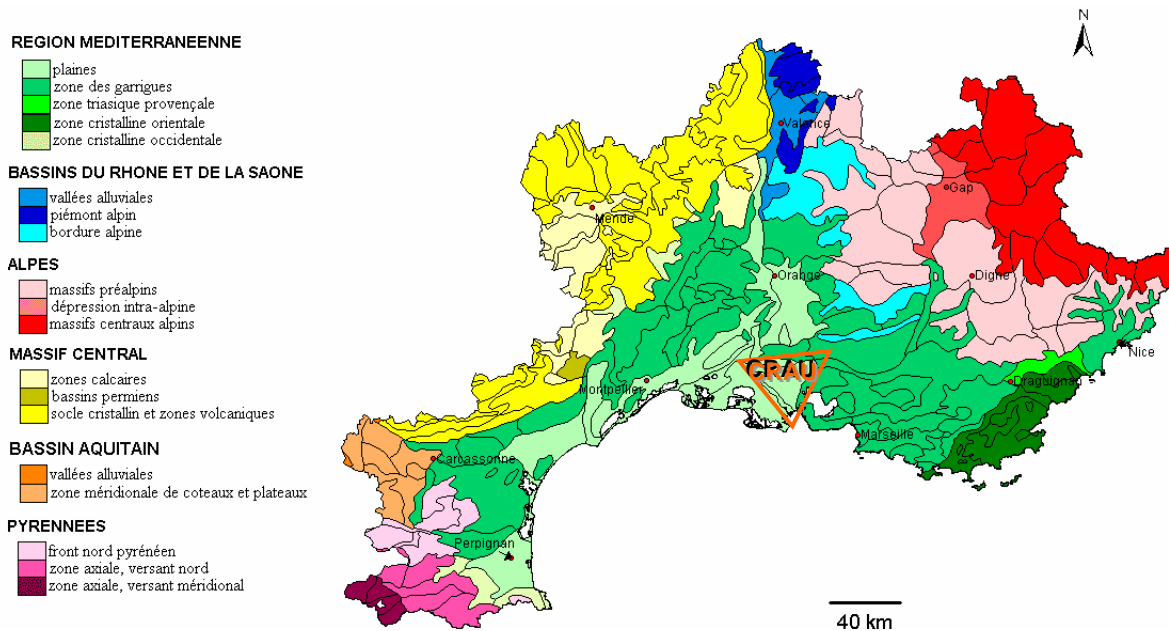 REGION MEDITERRANEENNE
plaines
zone des garrigues
zone triasique provençale
zone cristalline orientale
zone cristalline occidentale
BASSINS DU RHONE ET DE LA SAONE
vallées alluviales
piémont alpin
bordure alpine
ALPES
massifs préalpins
dépression intra-alpine
massifs centraux alpins
MASSIF CENTRAL
zones calcaires
bassins permiens
socle cristallin et zones volcaniques
BASSIN AQUITAIN
vallées alluviales
zone méridionale de coteaux et plateaux
PYRENNEES
front nord pyrénéen
zone axiale, versant nord
zone axiale, versant méridional
N
Valence
Gap
Mende
Orange
Digne
Nice
CRAU
Montpellier
Draguignan
Marseille
Carcassonne
Perpignan
40 km